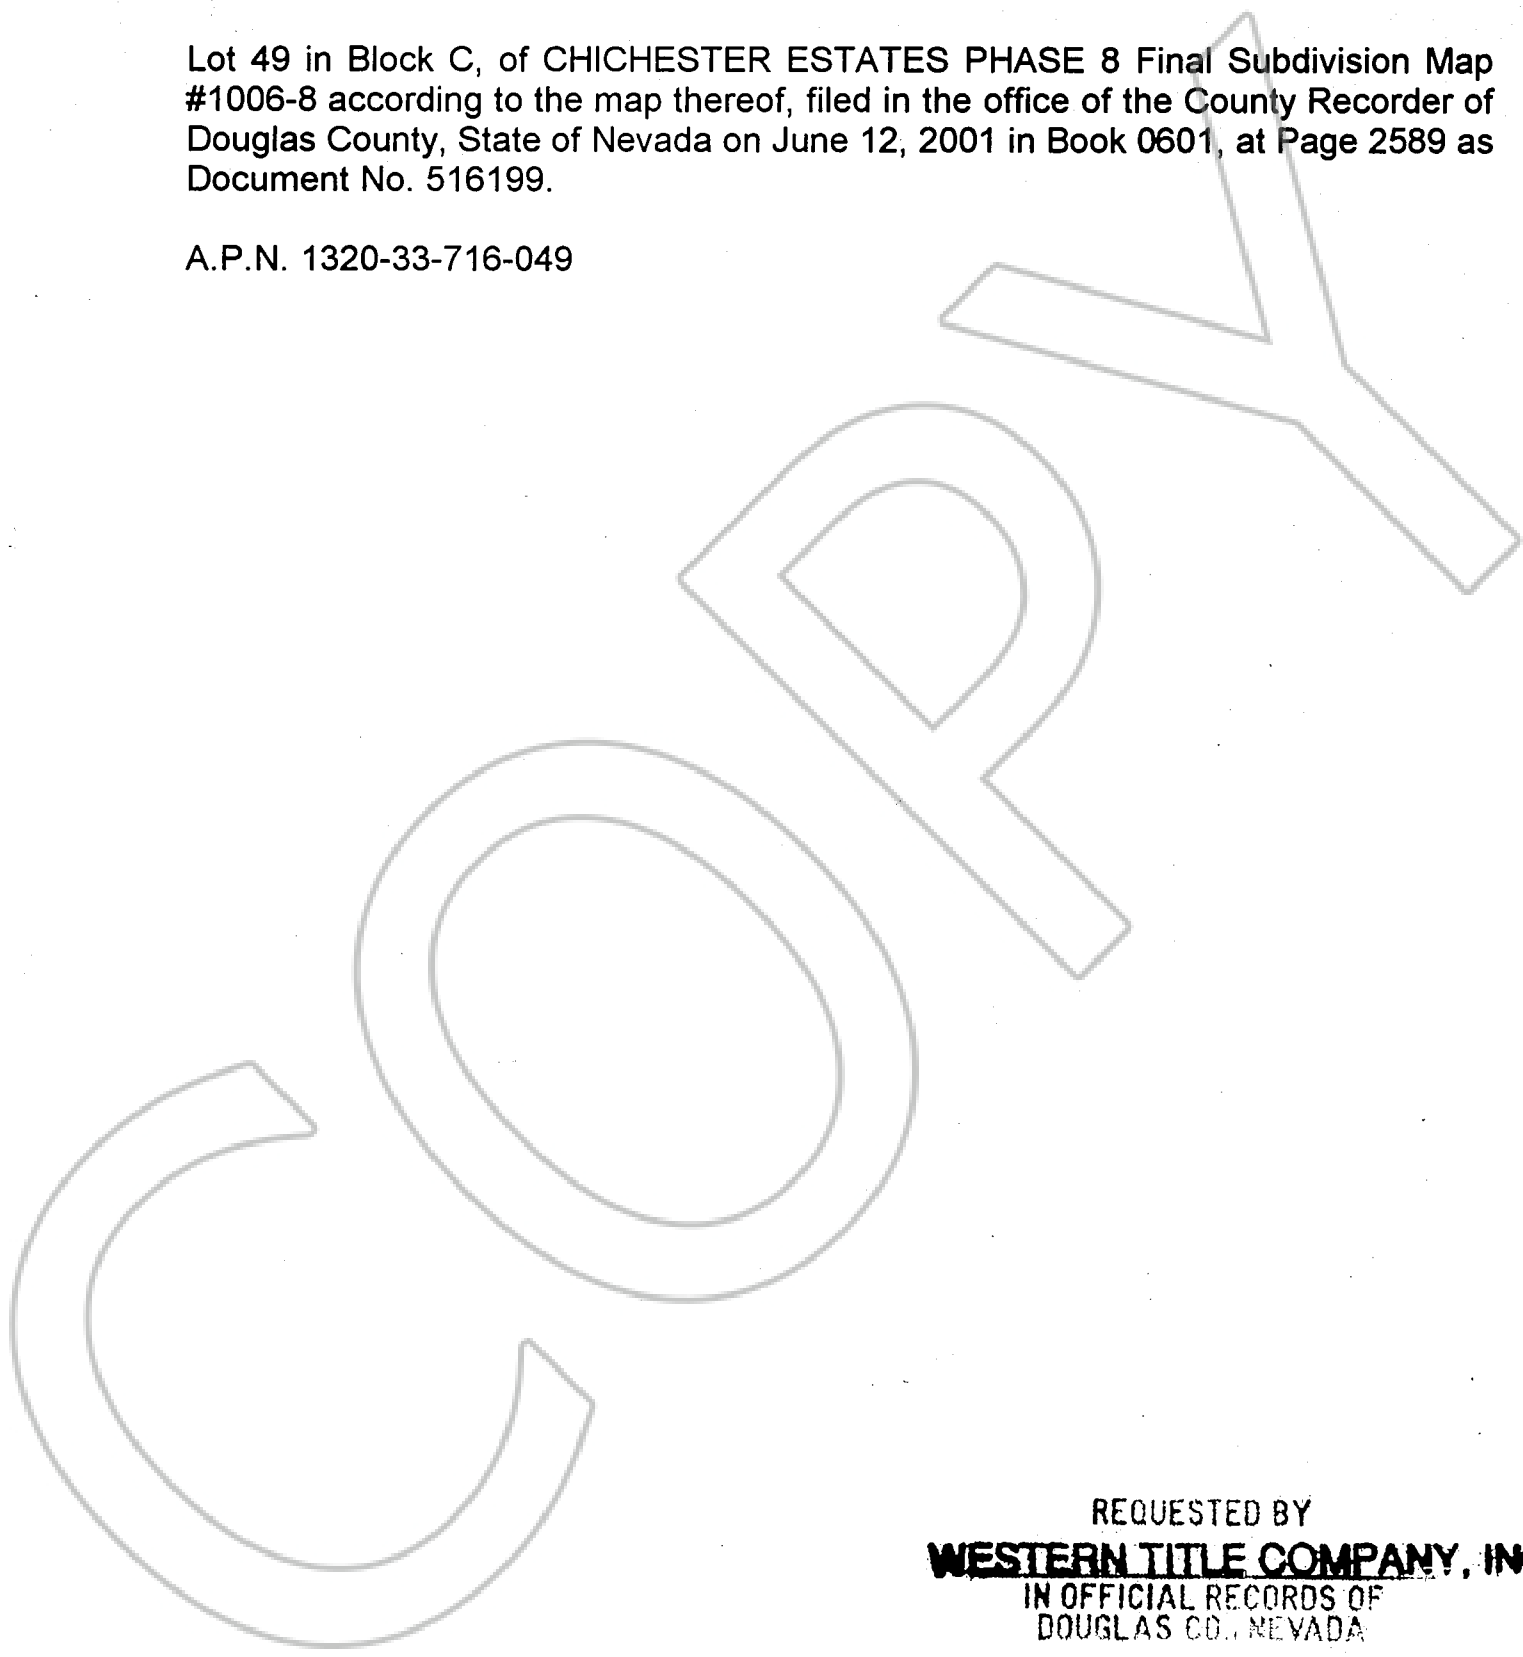 Lot 49 in Block C, of CHICHESTER ESTATES PHASE 8 Final Subdivision Map
#1006-8 according to the map thereof, filed in the office of the County Recorder of
Douglas County, State of Nevada on June 12, 2001 in Book 0601, at Page 2589 as
Document No. 516199.
A.P.N. 1320-33-716-049
COPY
REQUESTED BY
WESTERN TITLE COMPANY, IN
IN OFFICIAL RECORDS OF
DOUGLAS CO., NEVADA